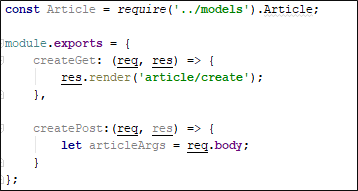 const Article = require('../models').Article;
module.exports = {
createGet: (req, res) => {
res.render('article/create');
},
createPost:(req, res) => {
let articleArgs = req.body;
}
};